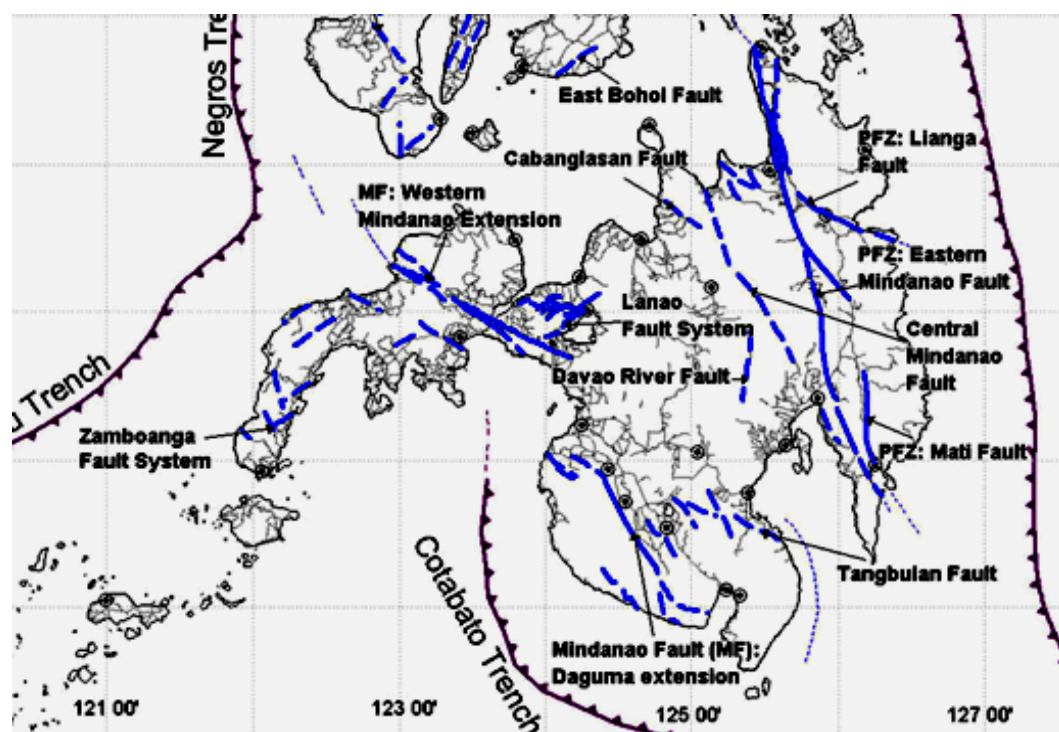 Negros Tre
East Bohol Fault
Cabanglasan Fault
PFZ: Lianga
Fault
MF: Western
Mindanao Extension
PFZ: Eastern
Mindanao Fault
Lanao
Fault System
Central
Mindanao
Fault
Davao River Fault
Trench
Zamboanga
Fault System
PFZ: Mati Fault
Cotabato Trench
Tangbulan Fault
Mindanao Fault (MF):
Daguma extension
121 00'
123 00'
125 00'
127 00'